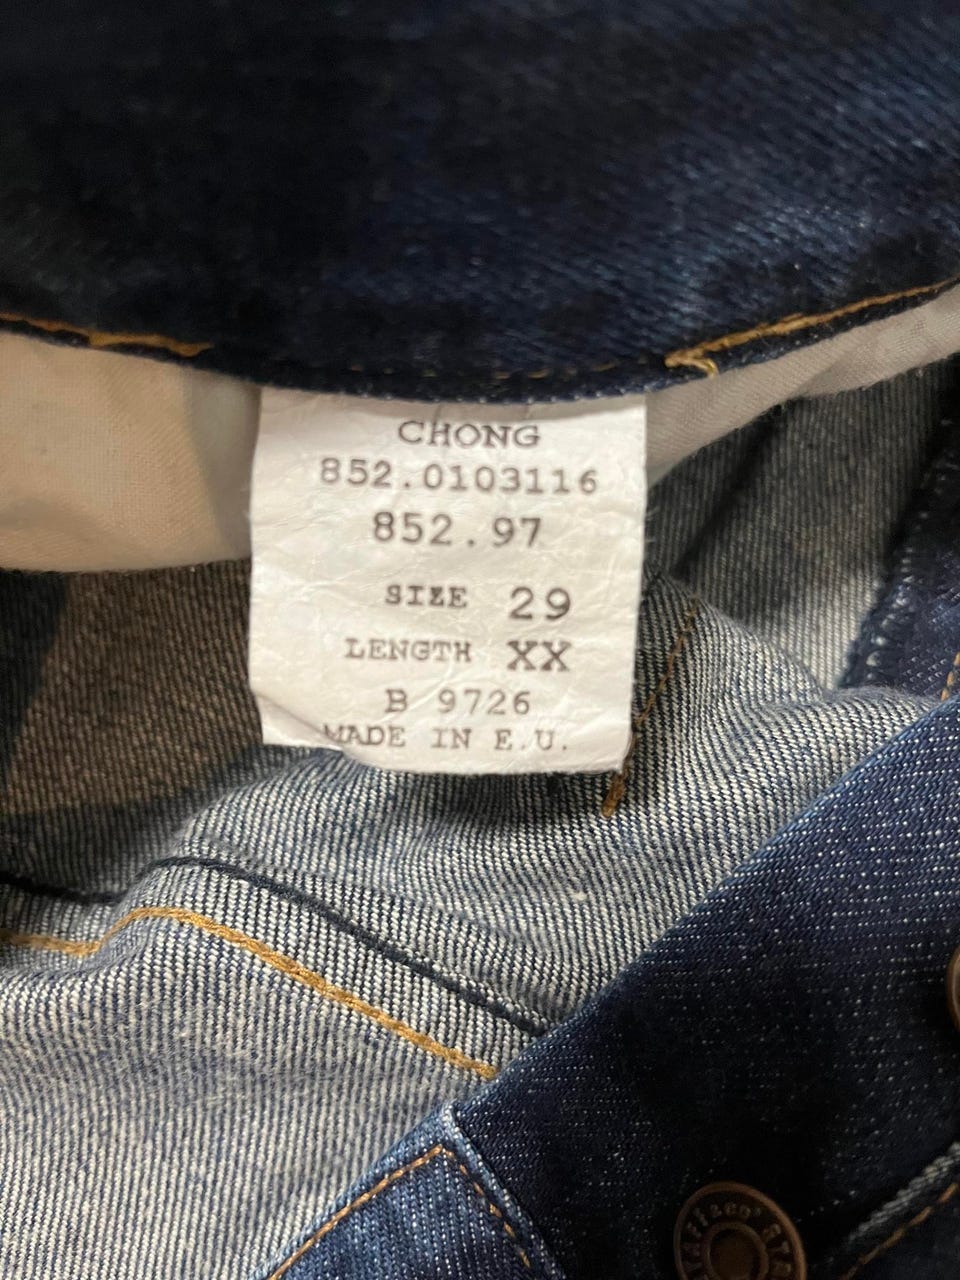 CHONG
852.0103116
852.97
SIZE 29
LENGTH XX
B 9726
MADE IN E.U.